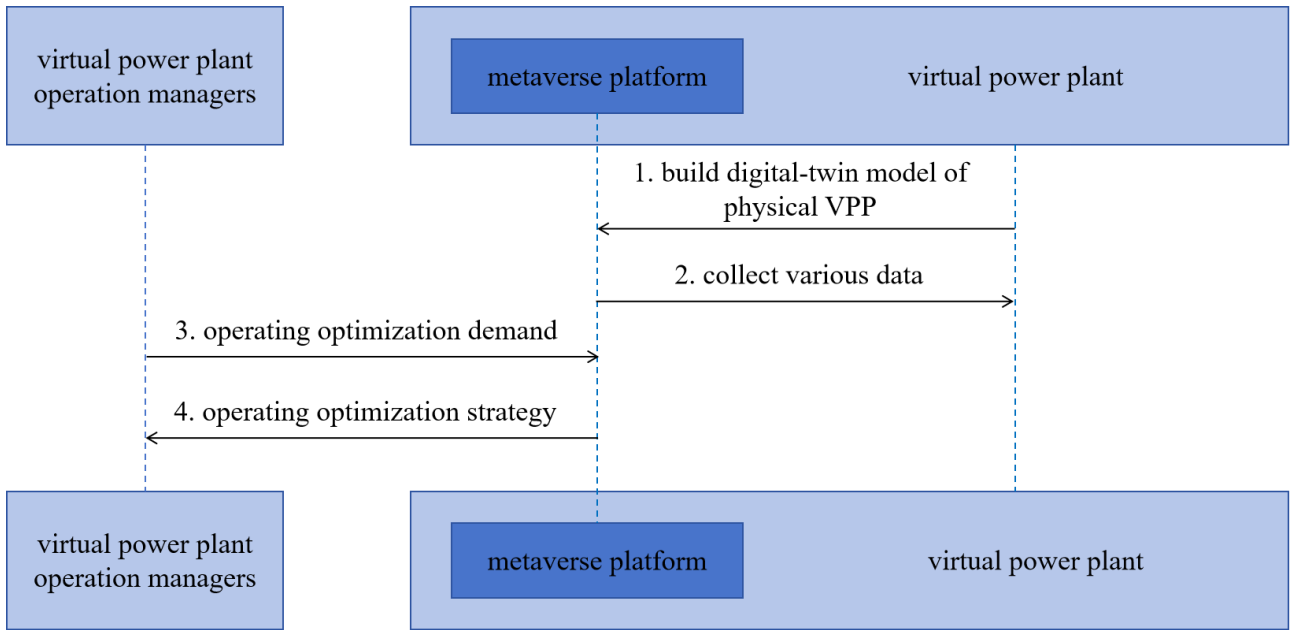 virtual power plant
operation managers
metaverse platform
virtual power plant
1. build digital-twin model of
physical VPP
2. collect various data
3. operating optimization demand
4. operating optimization strategy
virtual power plant
operation managers
metaverse platform
virtual power plant